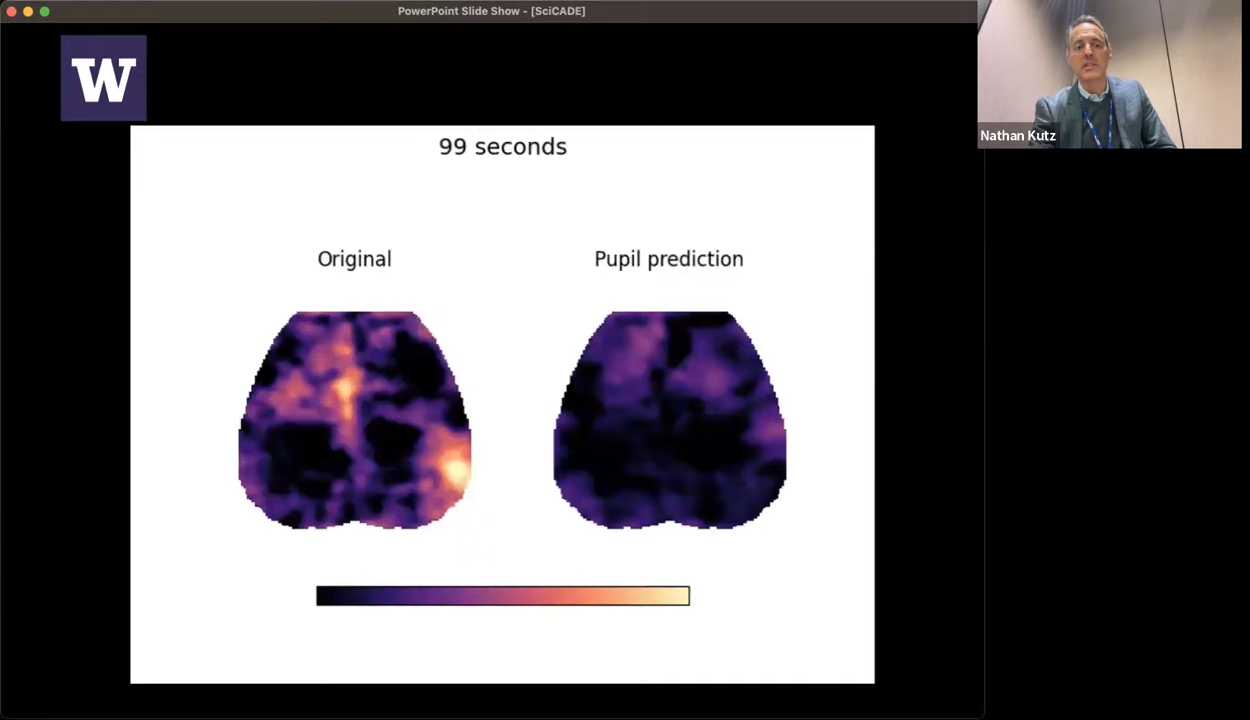 PowerPoint Slide Show - [SciCADE]
W
99 seconds
Original
Pupil prediction
Nathan Kutz